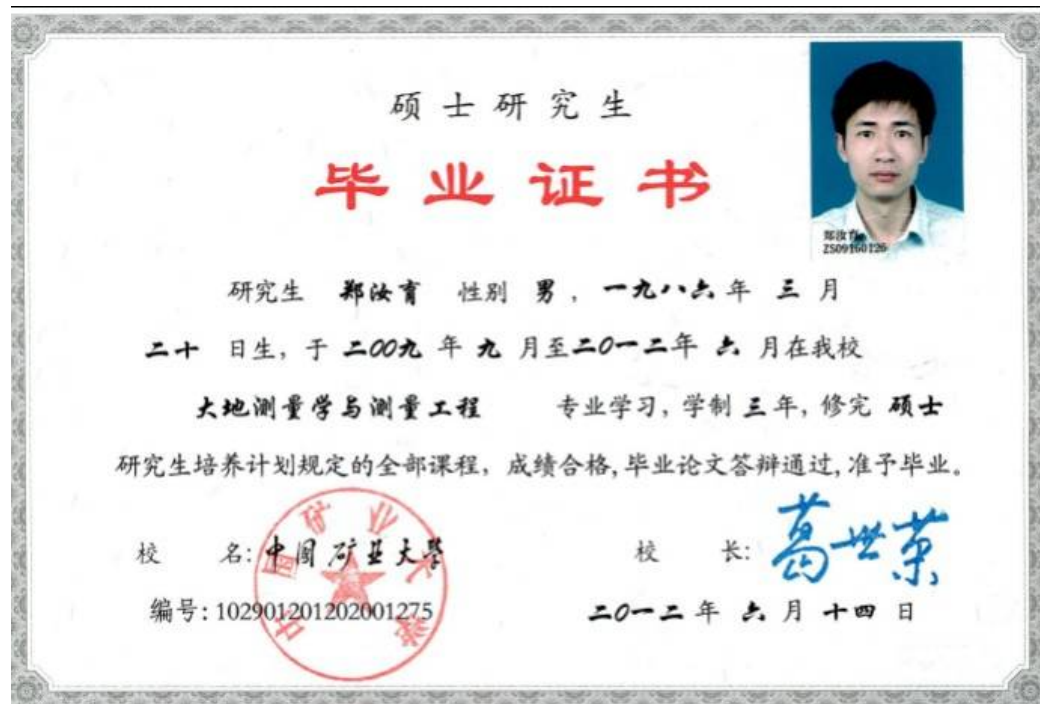 硕士研究生
毕业证书
郑汝育
ZS09160126
研究生 郑汝育 性别 男，一九八六年 三 月
二十 日生，于 二00九 年 九 月至二0一二年 六 月在我校
大地测量学与测量工程 专业学习，学制 三 年，修完 硕士
研究生培养计划规定的全部课程，成绩合格，毕业论文答辩通过，准予毕业。
校 名：中国矿业大学
校 长：葛世荣
中国矿业大学
编号：102901201202001275
二0一二 年 六 月 十四 日